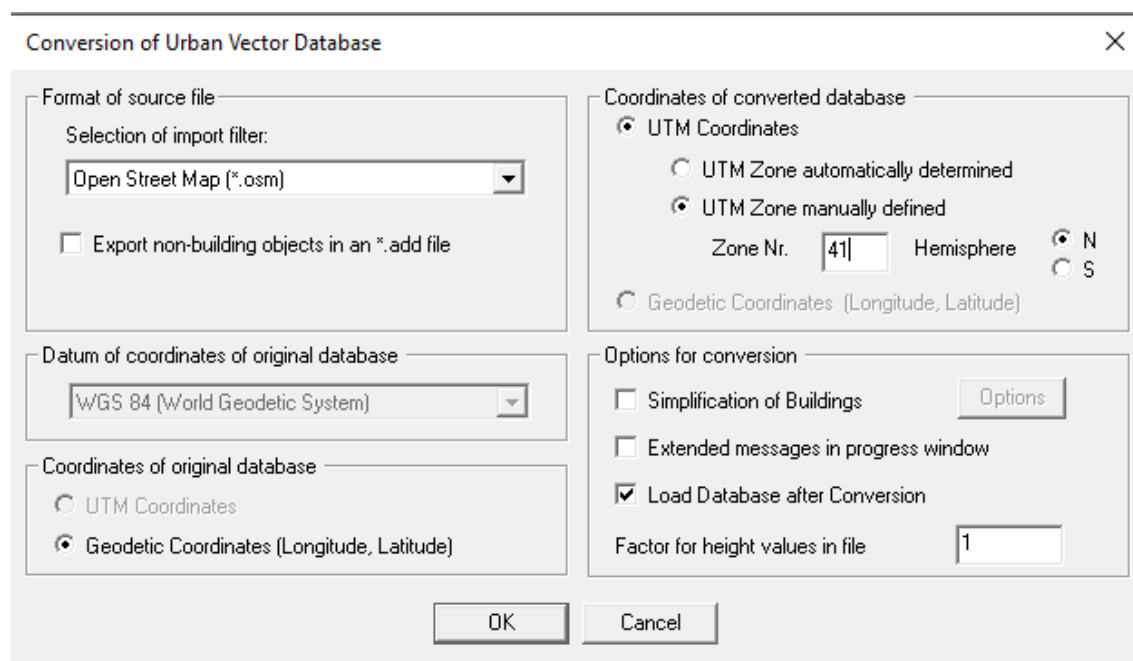 Conversion of Urban Vector Database
Format of source file
Selection of import filter:
Open Street Map (*.osm)
Export non-building objects in an *.add file
Datum of coordinates of original database
WGS 84 (World Geodetic System)
Coordinates of original database
UTM Coordinates
Geodetic Coordinates (Longitude, Latitude)
Coordinates of converted database
UTM Coordinates
UTM Zone automatically determined
UTM Zone manually defined
Zone Nr. 41 Hemisphere N
S
Geodetic Coordinates (Longitude, Latitude)
Options for conversion
Simplification of Buildings Options
Extended messages in progress window
Load Database after Conversion
Factor for height values in file 1
OK Cancel